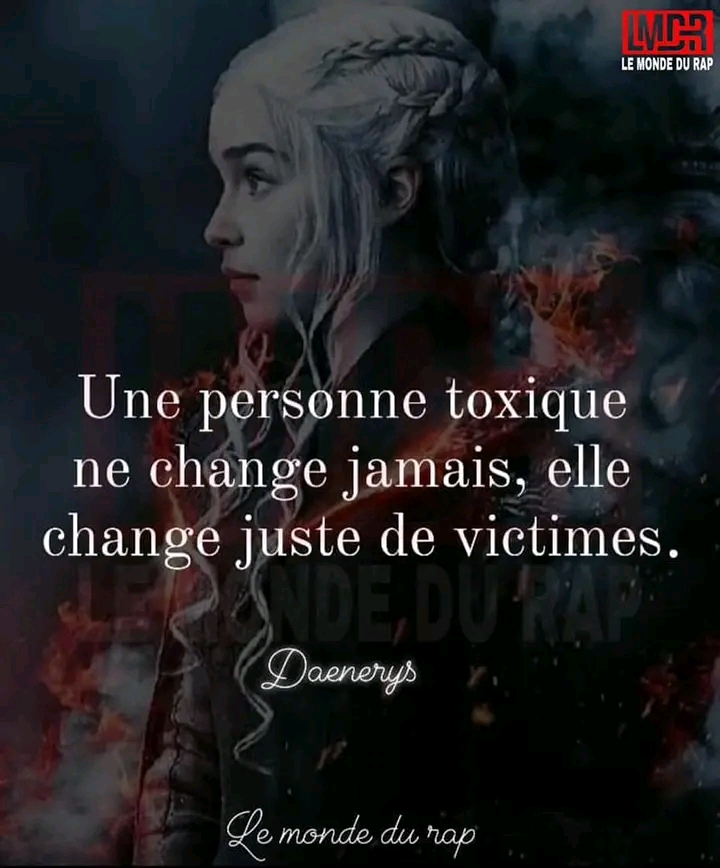 LMDR
LE MONDE DU RAP
Une personne toxique
ne change jamais, elle
change juste de victimes.
LE MONDE DU RAP
Daenerys
Le monde du rap